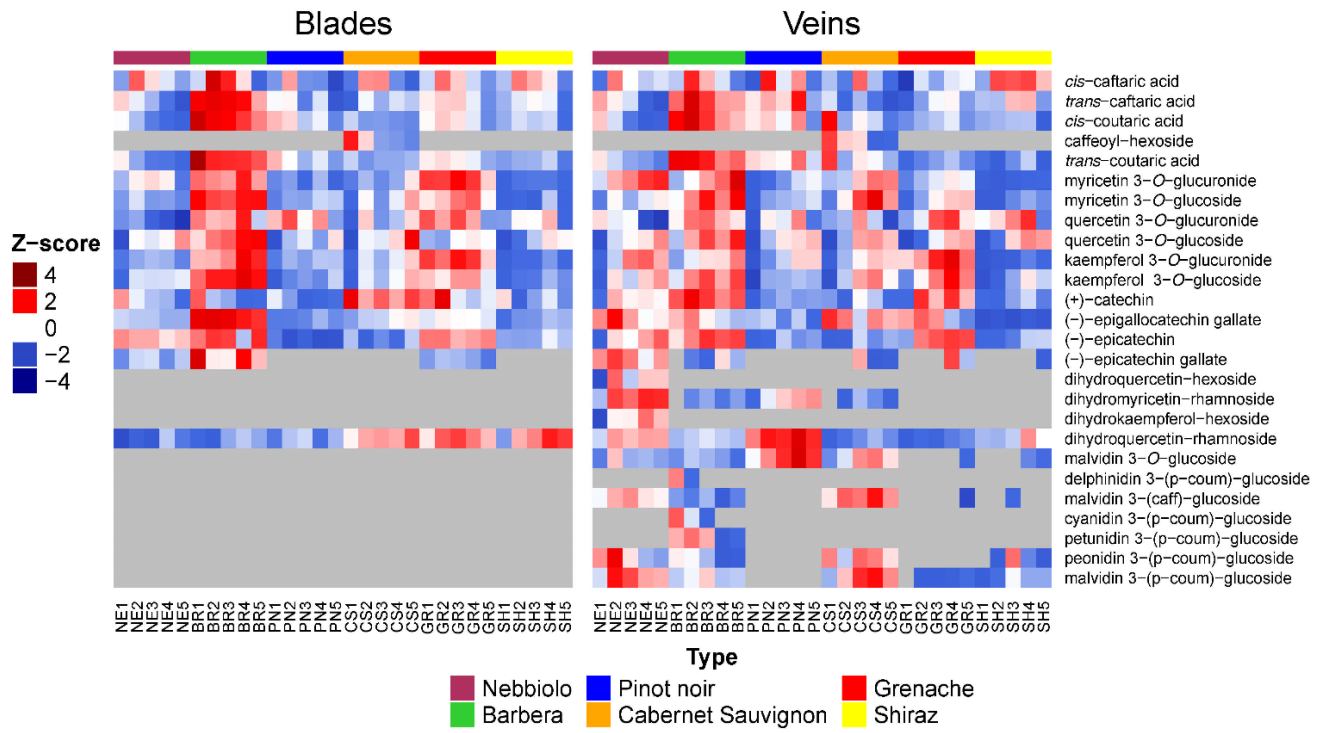 Blades
Veins
cis−caftaric acid
trans−caftaric acid
cis−coutaric acid
caffeoyl−hexoside
trans−coutaric acid
myricetin 3−O−glucuronide
myricetin 3−O−glucoside
quercetin 3−O−glucuronide
quercetin 3−O−glucoside
kaempferol 3−O−glucuronide
kaempferol 3−O−glucoside
(+)−catechin
(−)−epigallocatechin gallate
(−)−epicatechin
(−)−epicatechin gallate
dihydroquercetin−hexoside
dihydromyricetin−rhamnoside
dihydrokaempferol−hexoside
dihydroquercetin−rhamnoside
malvidin 3−O−glucoside
delphinidin 3−(p−coum)−glucoside
malvidin 3−(caff)−glucoside
cyanidin 3−(p−coum)−glucoside
petunidin 3−(p−coum)−glucoside
peonidin 3−(p−coum)−glucoside
malvidin 3−(p−coum)−glucoside
Z−score
4
2
0
−2
−4
NE1
NE2
NE3
NE4
NE5
BR1
BR2
BR3
BR4
BR5
PN1
PN2
PN3
PN4
PN5
CS1
CS2
CS3
CS4
CS5
GR1
GR2
GR3
GR4
GR5
SH1
SH2
SH3
SH4
SH5
NE1
NE2
NE3
NE4
NE5
BR1
BR2
BR3
BR4
BR5
PN1
PN2
PN3
PN4
PN5
CS1
CS2
CS3
CS4
CS5
GR1
GR2
GR3
GR4
GR5
SH1
SH2
SH3
SH4
SH5
Type
Nebbiolo
Pinot noir
Grenache
Barbera
Cabernet Sauvignon
Shiraz